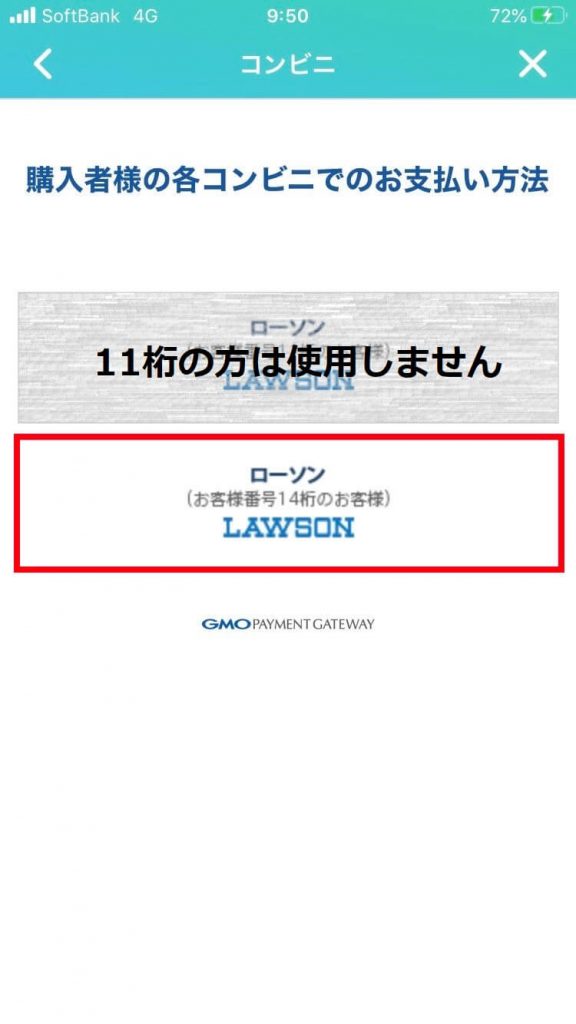 SoftBank 4G 9:50 72%
コンビニ
購入者様の各コンビニでのお支払い方法
ローソン
11桁の方は使用しません
LAWSON
ローソン
(お客様番号14桁のお客様)
LAWSON
GMO PAYMENT GATEWAY